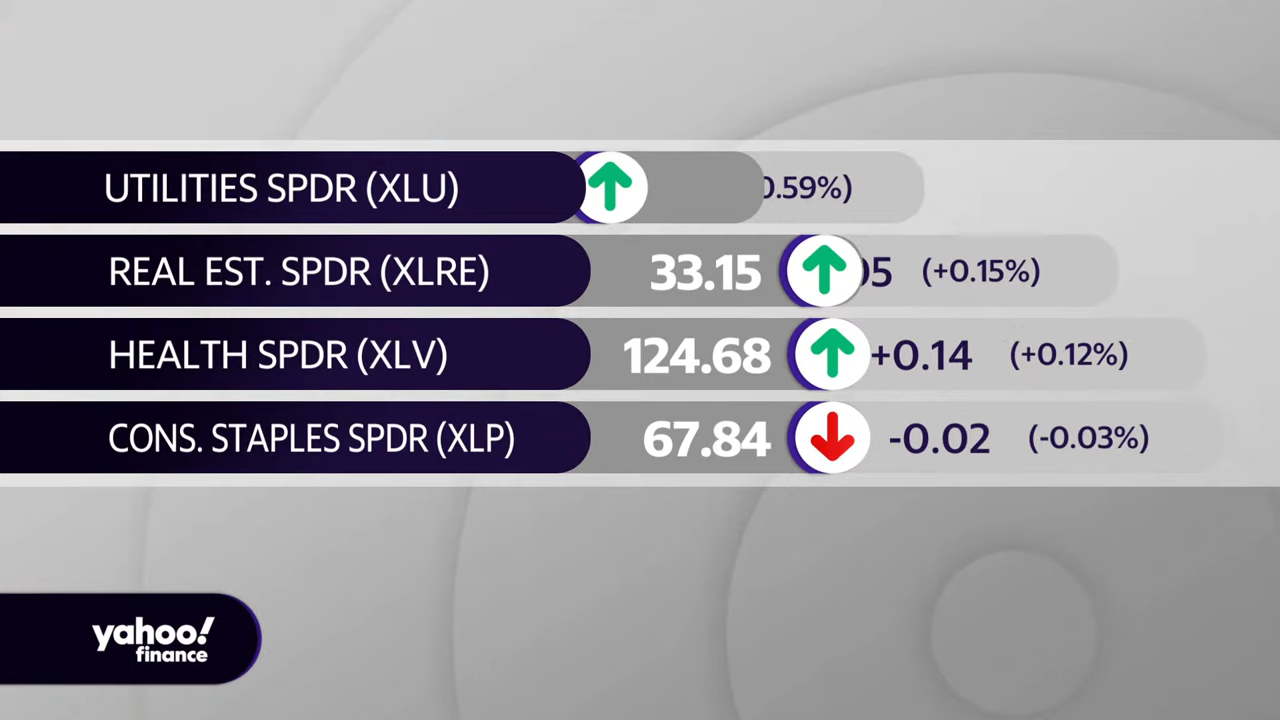 UTILITIES SPDR (XLU) 0.59%)
REAL EST. SPDR (XLRE) 33.15 05 (+0.15%)
HEALTH SPDR (XLV) 124.68 +0.14 (+0.12%)
CONS. STAPLES SPDR (XLP) 67.84 -0.02 (-0.03%)
yahoo!
finance